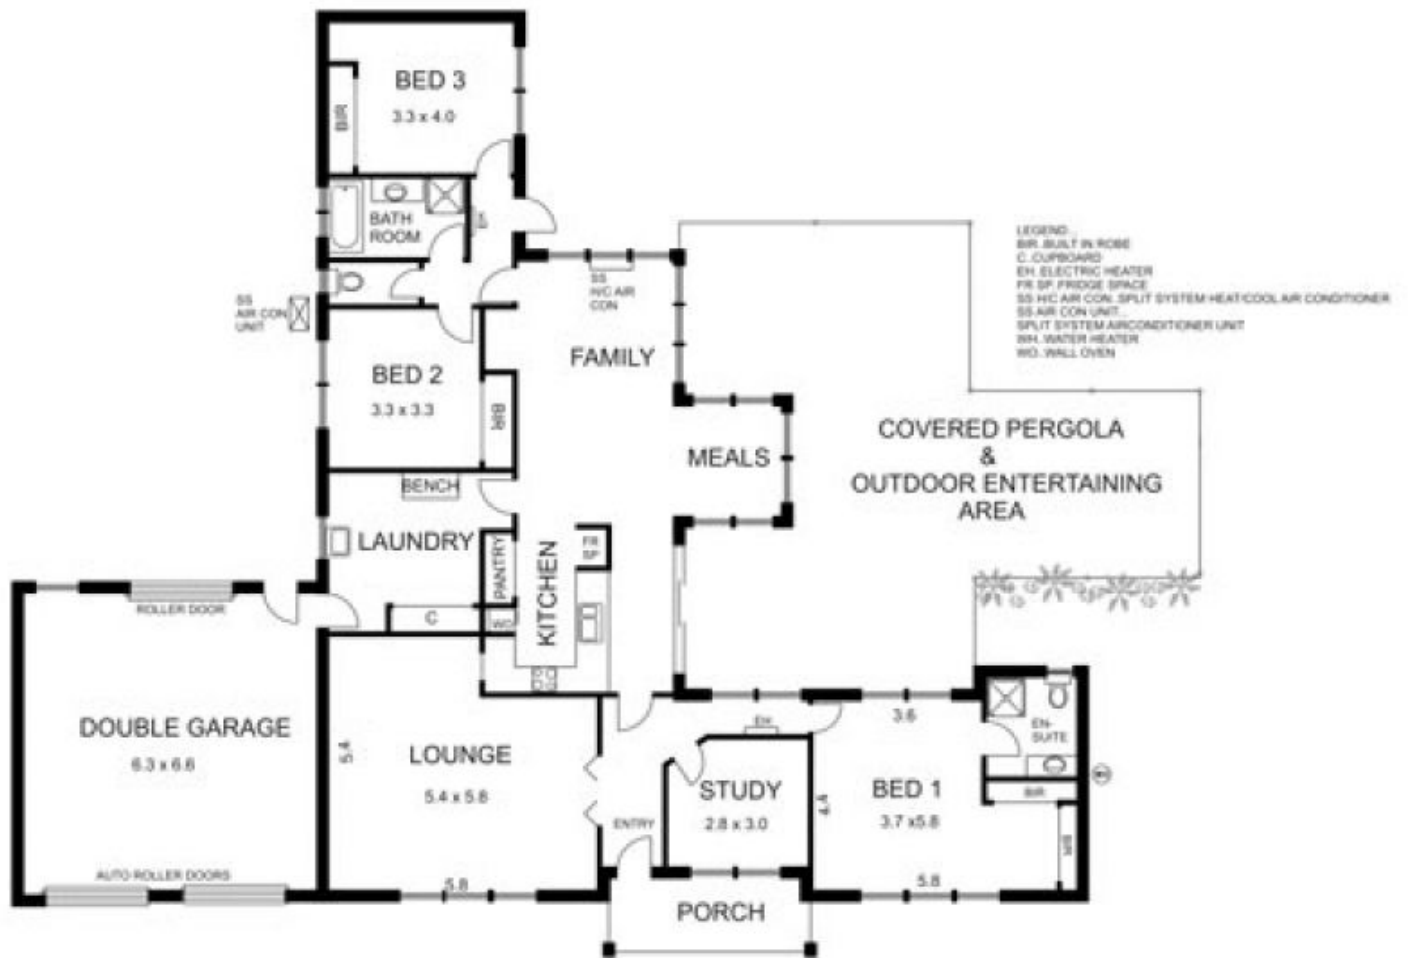 BED 3
3.3 x 4.0
BIR
BATH
ROOM
EH
LEGEND...
BIR. BUILT IN ROBE
C. CUPBOARD
EH. ELECTRIC HEATER
FR SP. FRIDGE SPACE
SS H/C AIR CON. SPLIT SYSTEM HEAT/COOL AIR CONDITIONER
SS AIR CON UNIT...
SPLIT SYSTEM AIRCONDITIONER UNIT
WH. WATER HEATER
WO. WALL OVEN
SS
H/C AIR
CON
SS
AIR CON
UNIT
FAMILY
BED 2
3.3 x 3.3
BIR
MEALS
COVERED PERGOLA
&
OUTDOOR ENTERTAINING
AREA
BENCH
LAUNDRY
PANTRY
KITCHEN
FR
SP
ROLLER DOOR
C
WO
DOUBLE GARAGE
6.3 x 6.6
5.4
LOUNGE
5.4 x 5.8
EH
3.6
EN-
SUITE
STUDY
2.8 x 3.0
BED 1
3.7 x5.8
4.4
BIR
BIR
ENTRY
AUTO ROLLER DOORS
5.8
5.8
PORCH